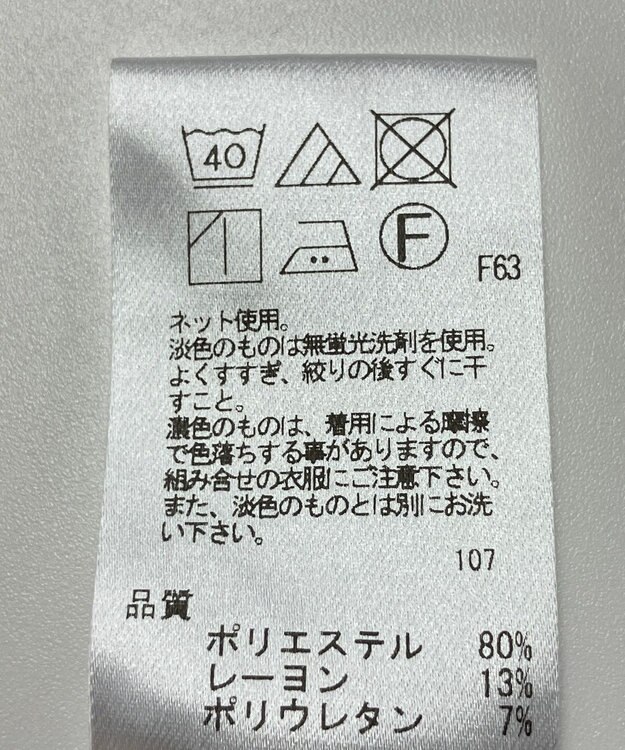 40
F
F63
ネット使用。
淡色のものは無蛍光洗剤を使用。
よくすすぎ、絞りの後すぐに干
すこと。
濃色のものは、着用による摩擦
で色落ちする事がありますので、
組み合せの衣服にご注意下さい。
また、淡色のものとは別にお洗
い下さい。
107
品質
ポリエステル 80%
レーヨン 13%
ポリウレタン 7%